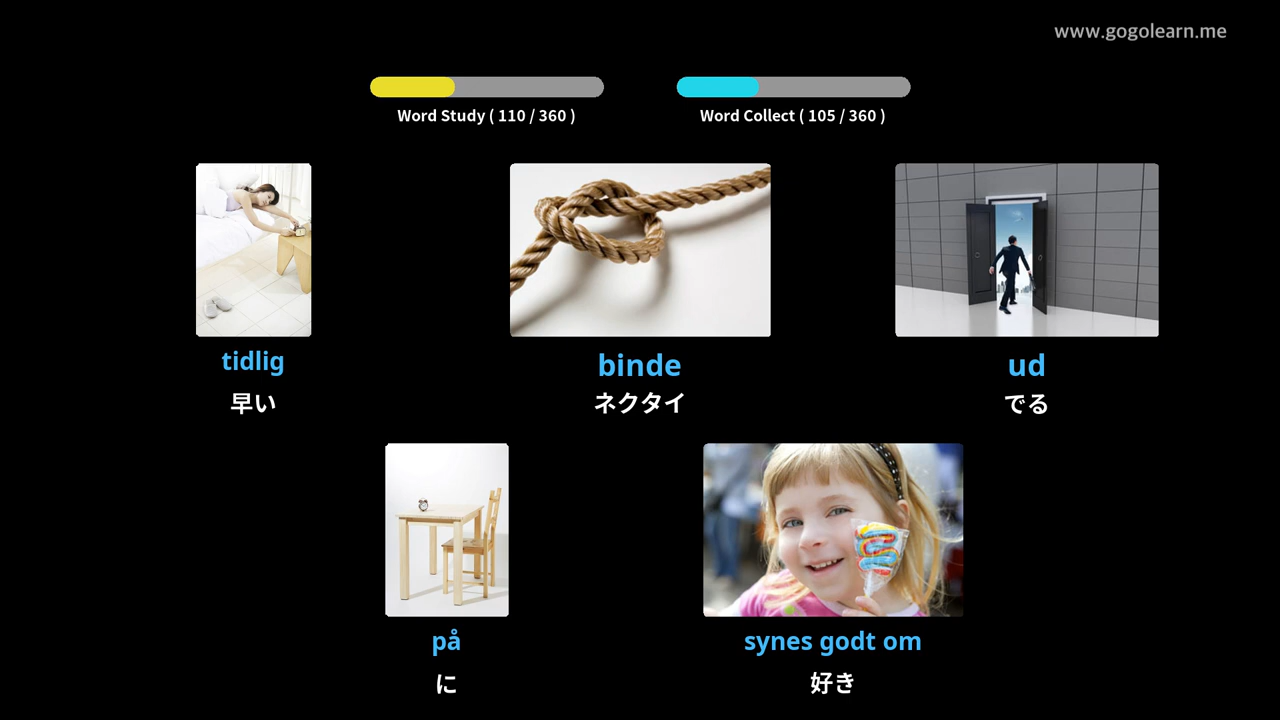 www.gogolearn.me
Word Study ( 110 / 360 )
Word Collect ( 105 / 360 )
tidlig
早い
binde
ネクタイ
ud
でる
på
に
synes godt om
好き